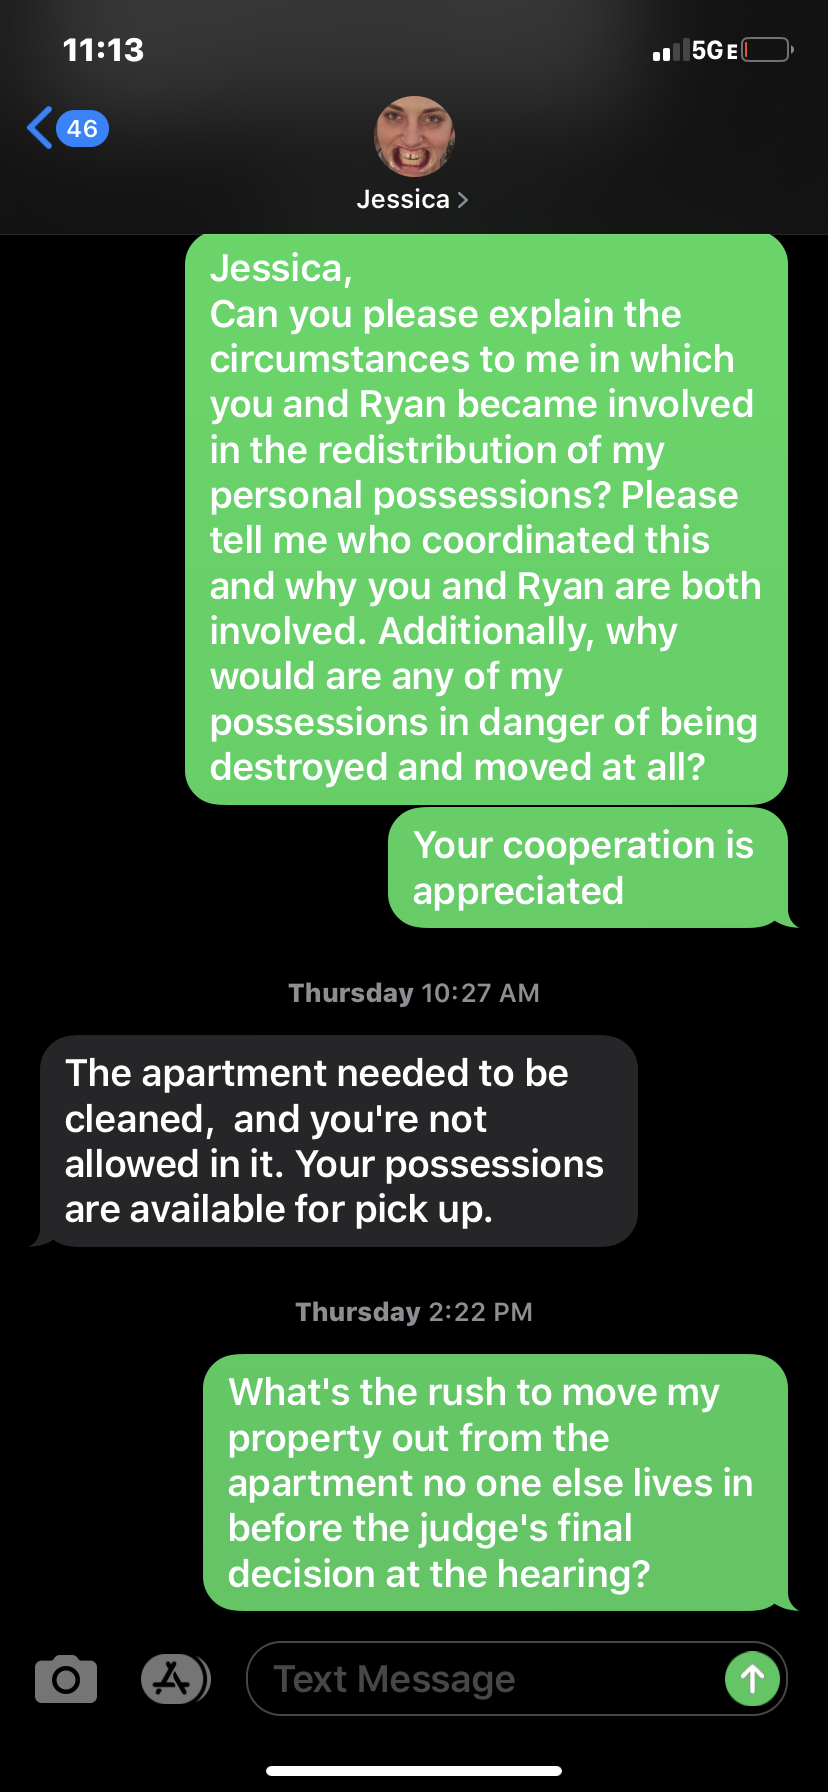 11:13
5GE
46
Jessica >
Jessica,
Can you please explain the
circumstances to me in which
you and Ryan became involved
in the redistribution of my
personal possessions? Please
tell me who coordinated this
and why you and Ryan are both
involved. Additionally, why
would are any of my
possessions in danger of being
destroyed and moved at all?
Your cooperation is
appreciated
Thursday 10:27 AM
The apartment needed to be
cleaned,  and you're not
allowed in it. Your possessions
are available for pick up.
Thursday 2:22 PM
What's the rush to move my
property out from the
apartment no one else lives in
before the judge's final
decision at the hearing?
Text Message